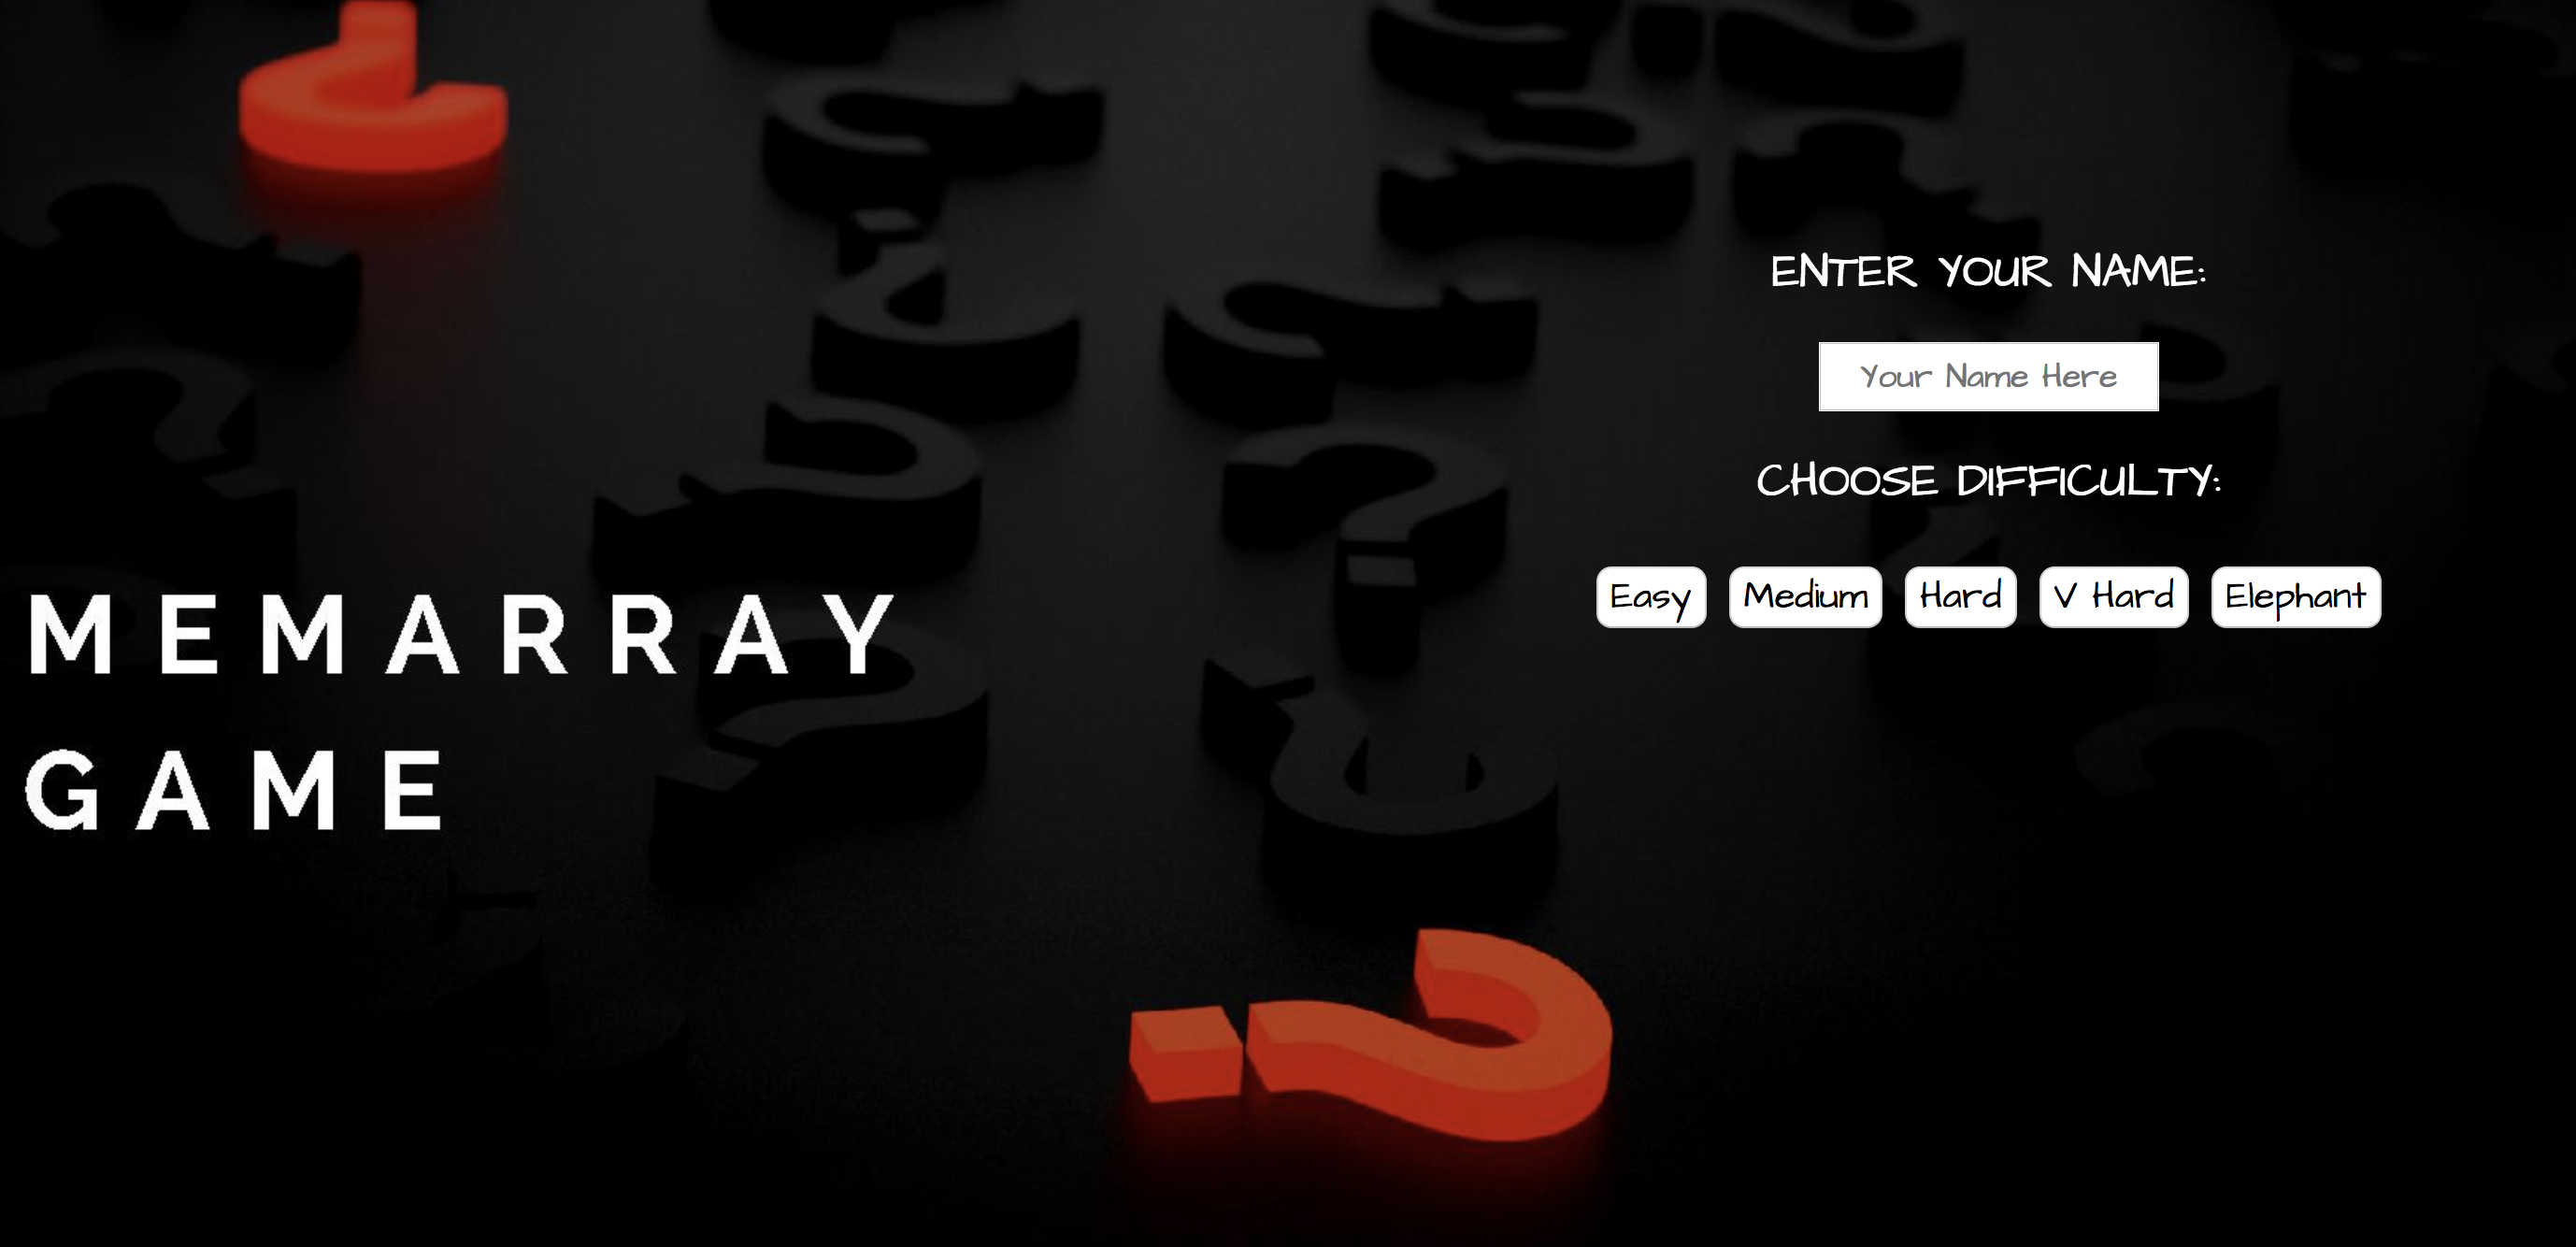 ENTER YOUR NAME:
Your Name Here
CHOOSE DIFFICULTY:
Easy Medium Hard V Hard Elephant
MEMARRAY
GAME